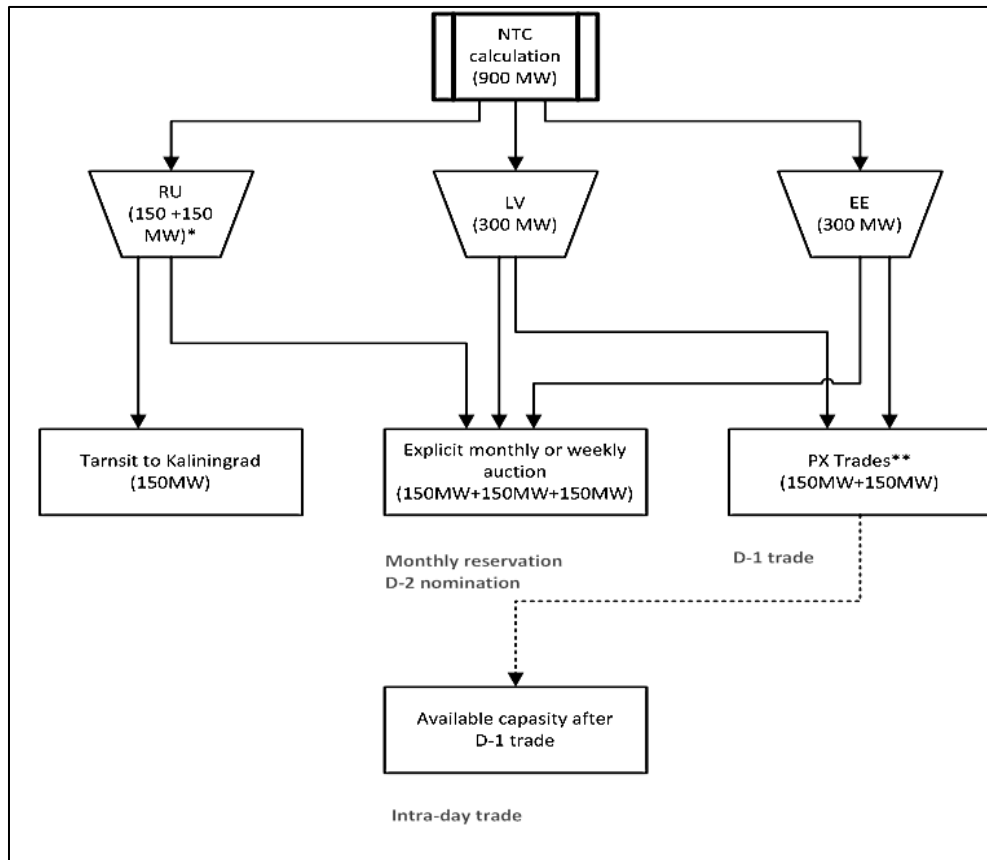 NTC
calculation
(900 MW)
RU
(150 +150
MW)*
LV
(300 MW)
EE
(300 MW)
Tarnsit to Kaliningrad
(150MW)
Explicit monthly or weekly
auction
(150MW+150MW+150MW)
PX Trades**
(150MW+150MW)
Monthly reservation
D-2 nomination
D-1 trade
Available capasity after
D-1 trade
Intra-day trade